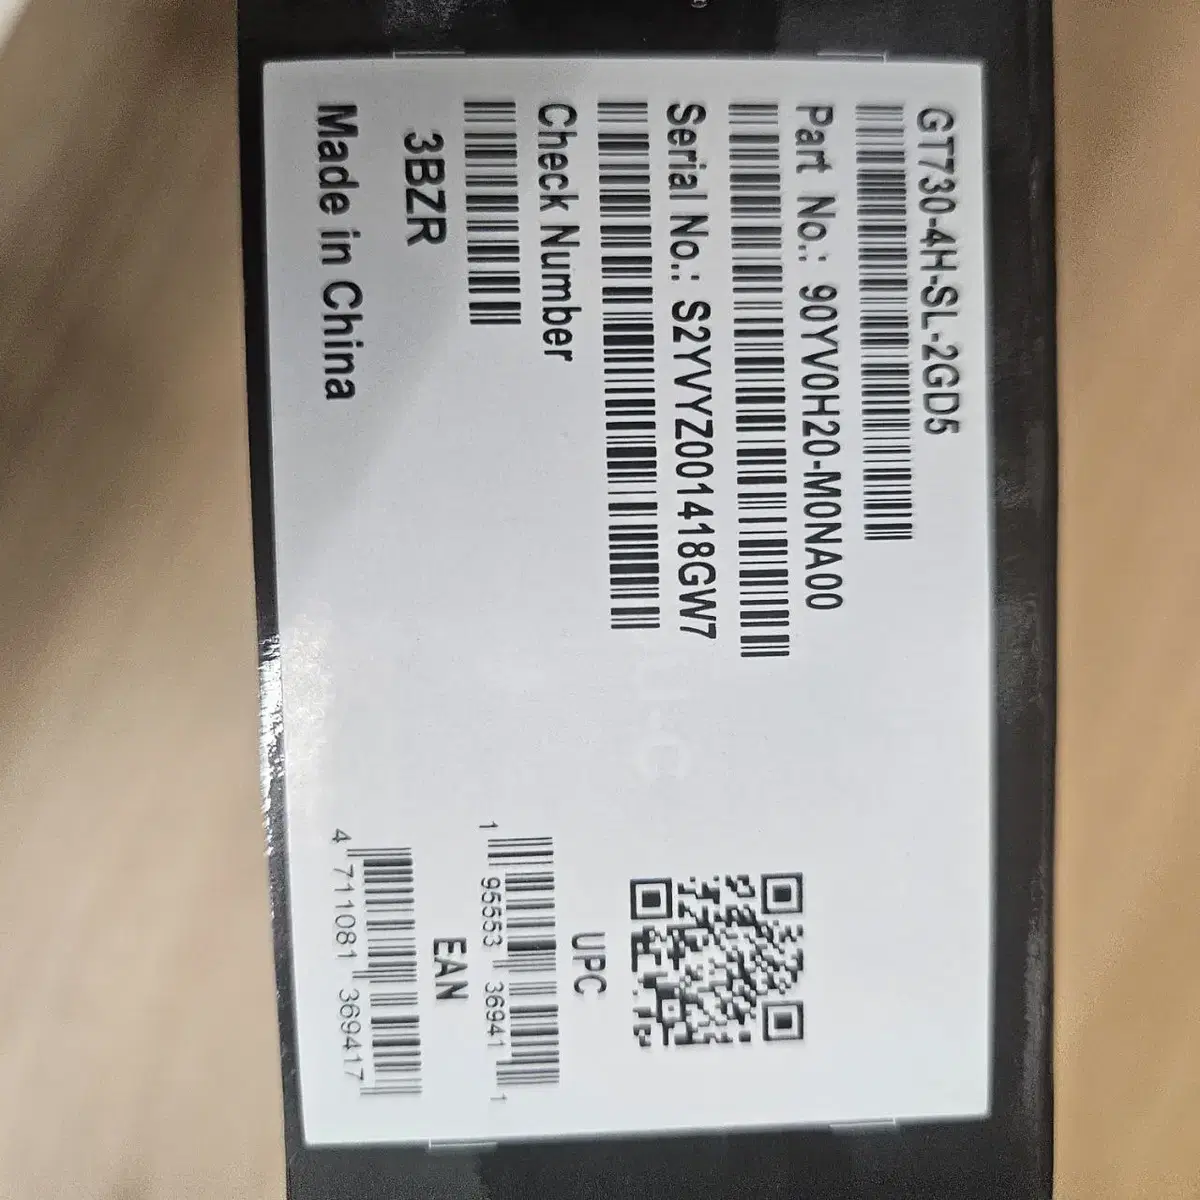 GT730-4H-SL-2GD5
Part No.: 90YV0H20-M0NA00
Serial No.: S2YVYZ001418GW7
Check Number
3BZR
Made in China
UPC
1 95553 36941 1
EAN
4 711081 369417